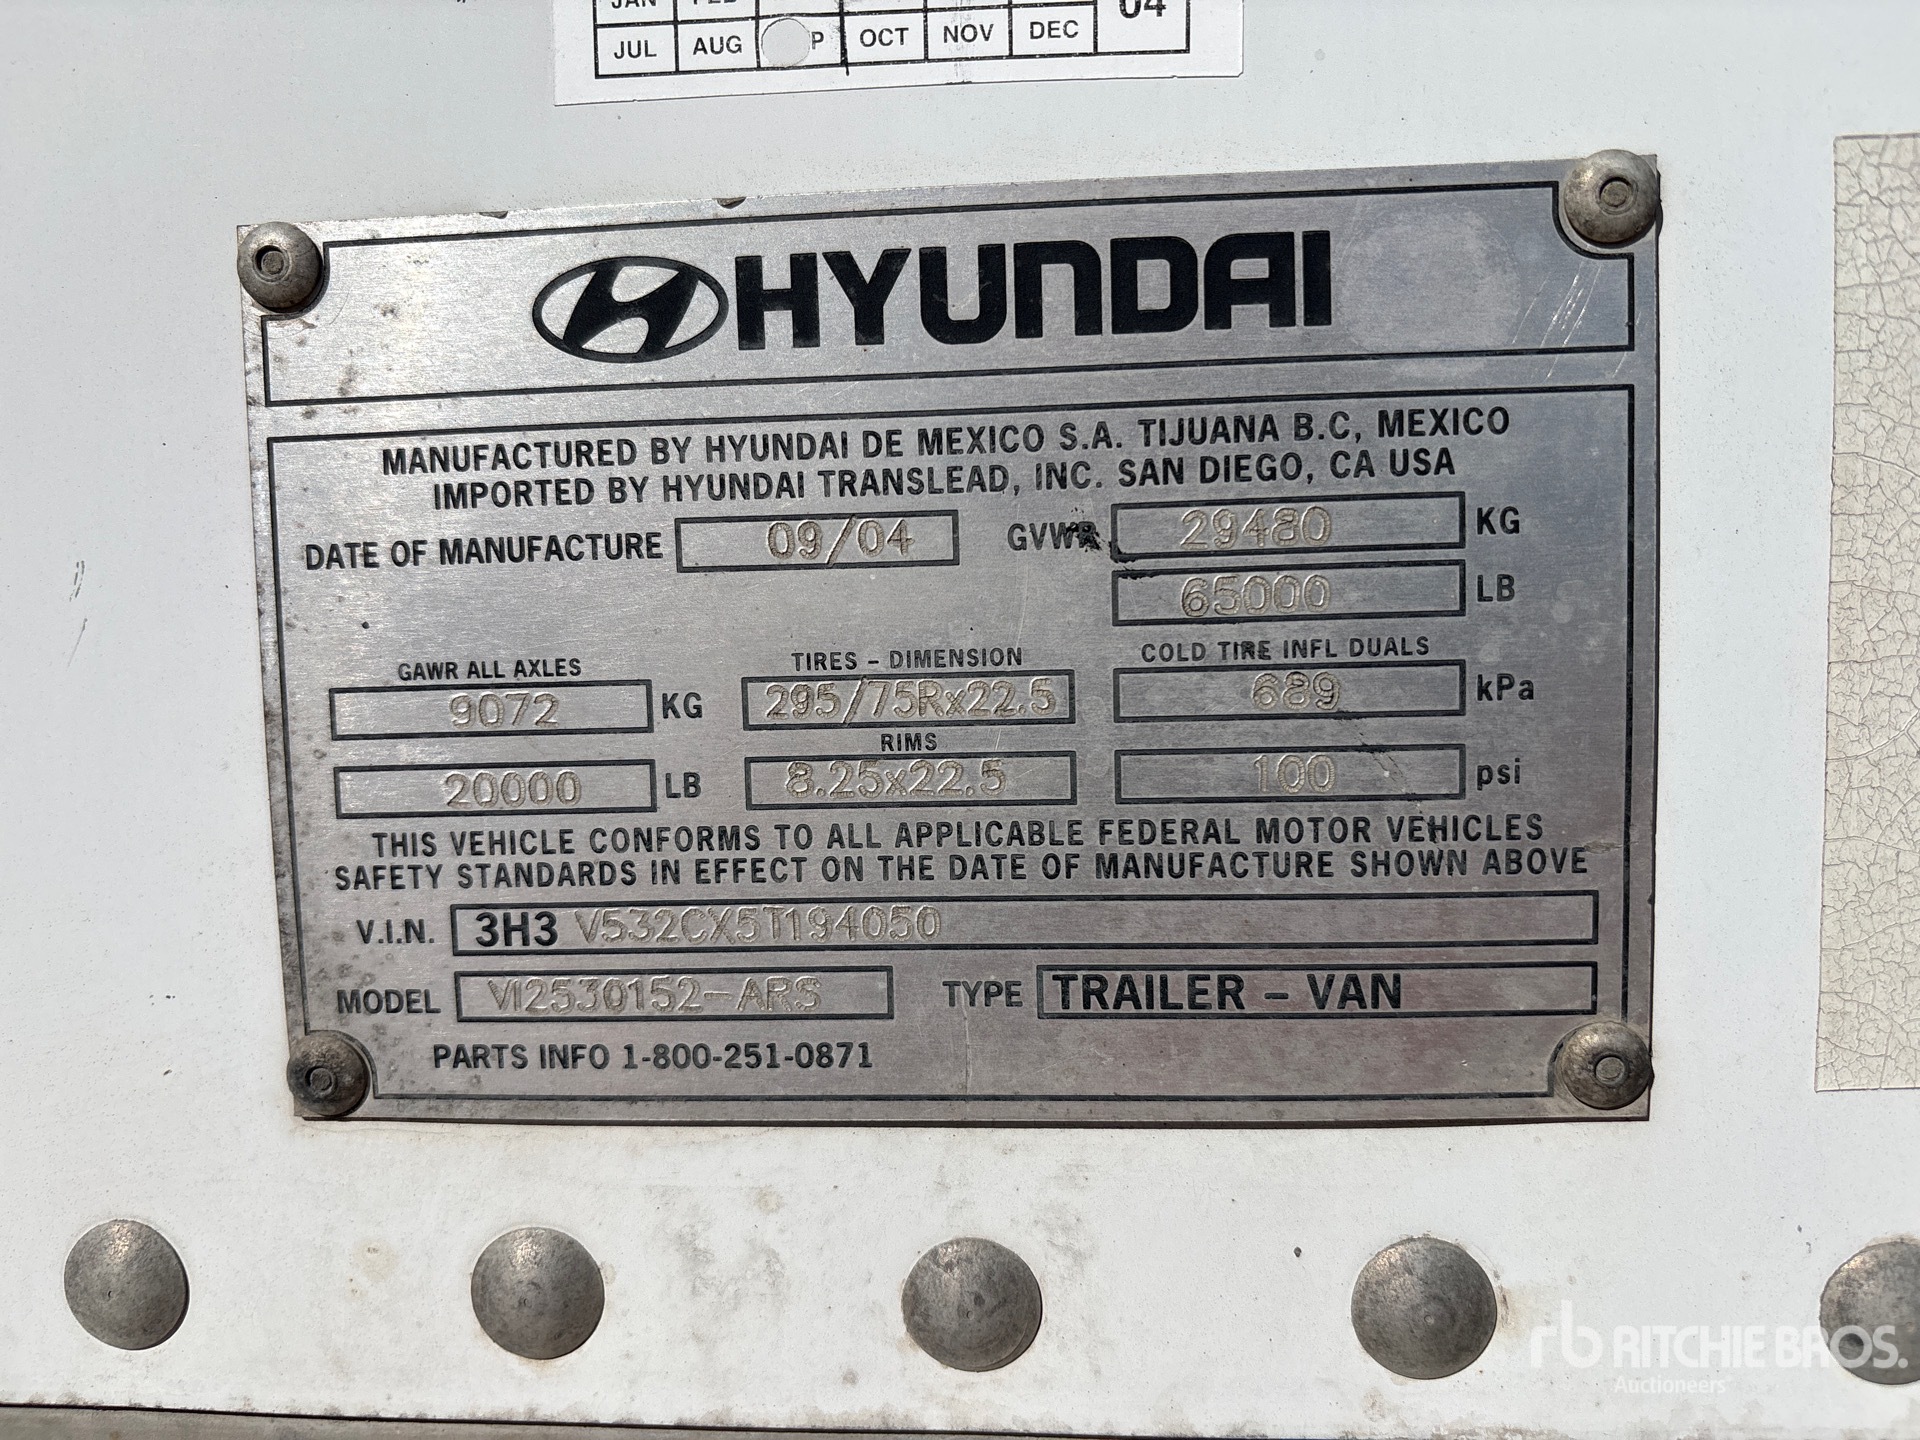 JAN FEB 04
JUL AUG P OCT NOV DEC
HYUNDAI
MANUFACTURED BY HYUNDAI DE MEXICO S.A. TIJUANA B.C, MEXICO
IMPORTED BY HYUNDAI TRANSLEAD, INC. SAN DIEGO, CA USA
DATE OF MANUFACTURE 09/04 GVWR 29480 KG
65000 LB
GAWR ALL AXLES TIRES - DIMENSION COLD TIRE INFL DUALS
9072 KG 295/75Rx22.5 689 kPa
RIMS
20000 LB 8.25x22.5 100 psi
THIS VEHICLE CONFORMS TO ALL APPLICABLE FEDERAL MOTOR VEHICLES
SAFETY STANDARDS IN EFFECT ON THE DATE OF MANUFACTURE SHOWN ABOVE
V.I.N. 3H3 V532CX5T194050
MODEL VI2530152-ARS TYPE TRAILER - VAN
PARTS INFO 1-800-251-0871
rb RITCHIE BROS.
Auctioneers